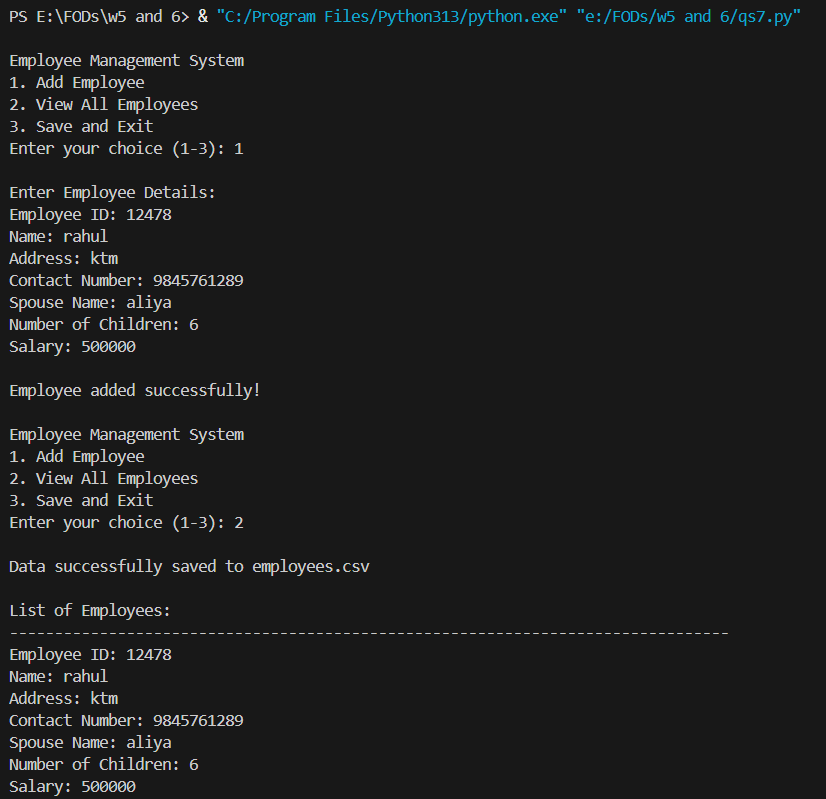 PS E:\FODs\w5 and 6> & "C:/Program Files/Python313/python.exe" "e:/FODs/w5 and 6/qs7.py"
Employee Management System
1. Add Employee
2. View All Employees
3. Save and Exit
Enter your choice (1-3): 1
Enter Employee Details:
Employee ID: 12478
Name: rahul
Address: ktm
Contact Number: 9845761289
Spouse Name: aliya
Number of Children: 6
Salary: 500000
Employee added successfully!
Employee Management System
1. Add Employee
2. View All Employees
3. Save and Exit
Enter your choice (1-3): 2
Data successfully saved to employees.csv
List of Employees:
--------------------------------------------------------------------------------
Employee ID: 12478
Name: rahul
Address: ktm
Contact Number: 9845761289
Spouse Name: aliya
Number of Children: 6
Salary: 500000